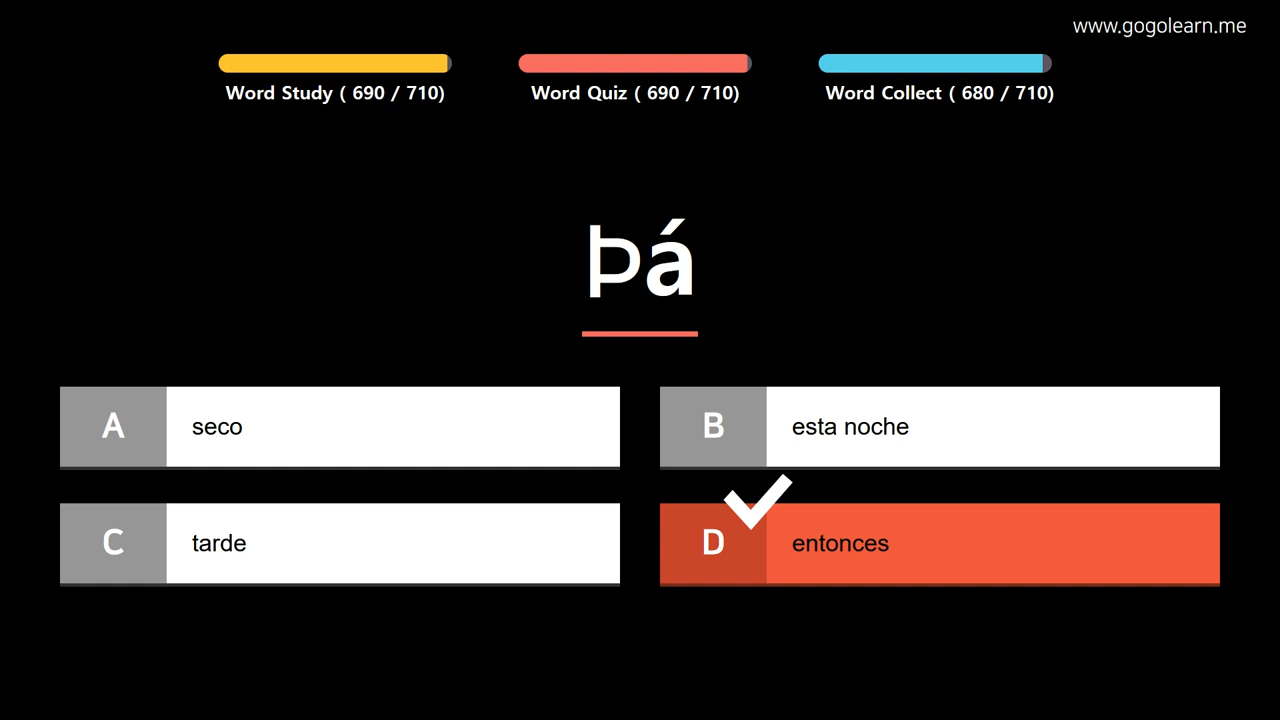 www.gogolearn.me
Word Study ( 690 / 710)
Word Quiz ( 690 / 710)
Word Collect ( 680 / 710)
Þá
A seco
B esta noche
C tarde
D entonces